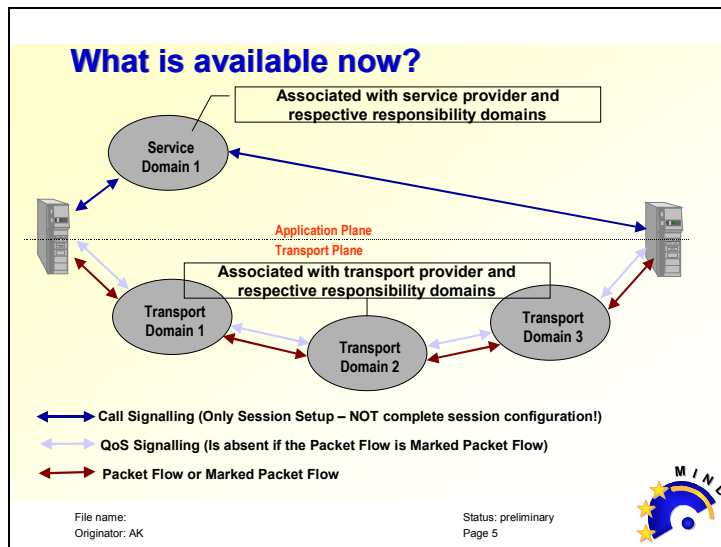 What is available now?
Associated with service provider and
respective responsibility domains
Service
Domain 1
Application Plane
Transport Plane
Associated with transport provider and
respective responsibility domains
Transport
Domain 1
Transport
Domain 2
Transport
Domain 3
Call Signalling (Only Session Setup – NOT complete session configuration!)
QoS Signalling (Is absent if the Packet Flow is Marked Packet Flow)
Packet Flow or Marked Packet Flow
File name:
Originator: AK
Status: preliminary
Page 5